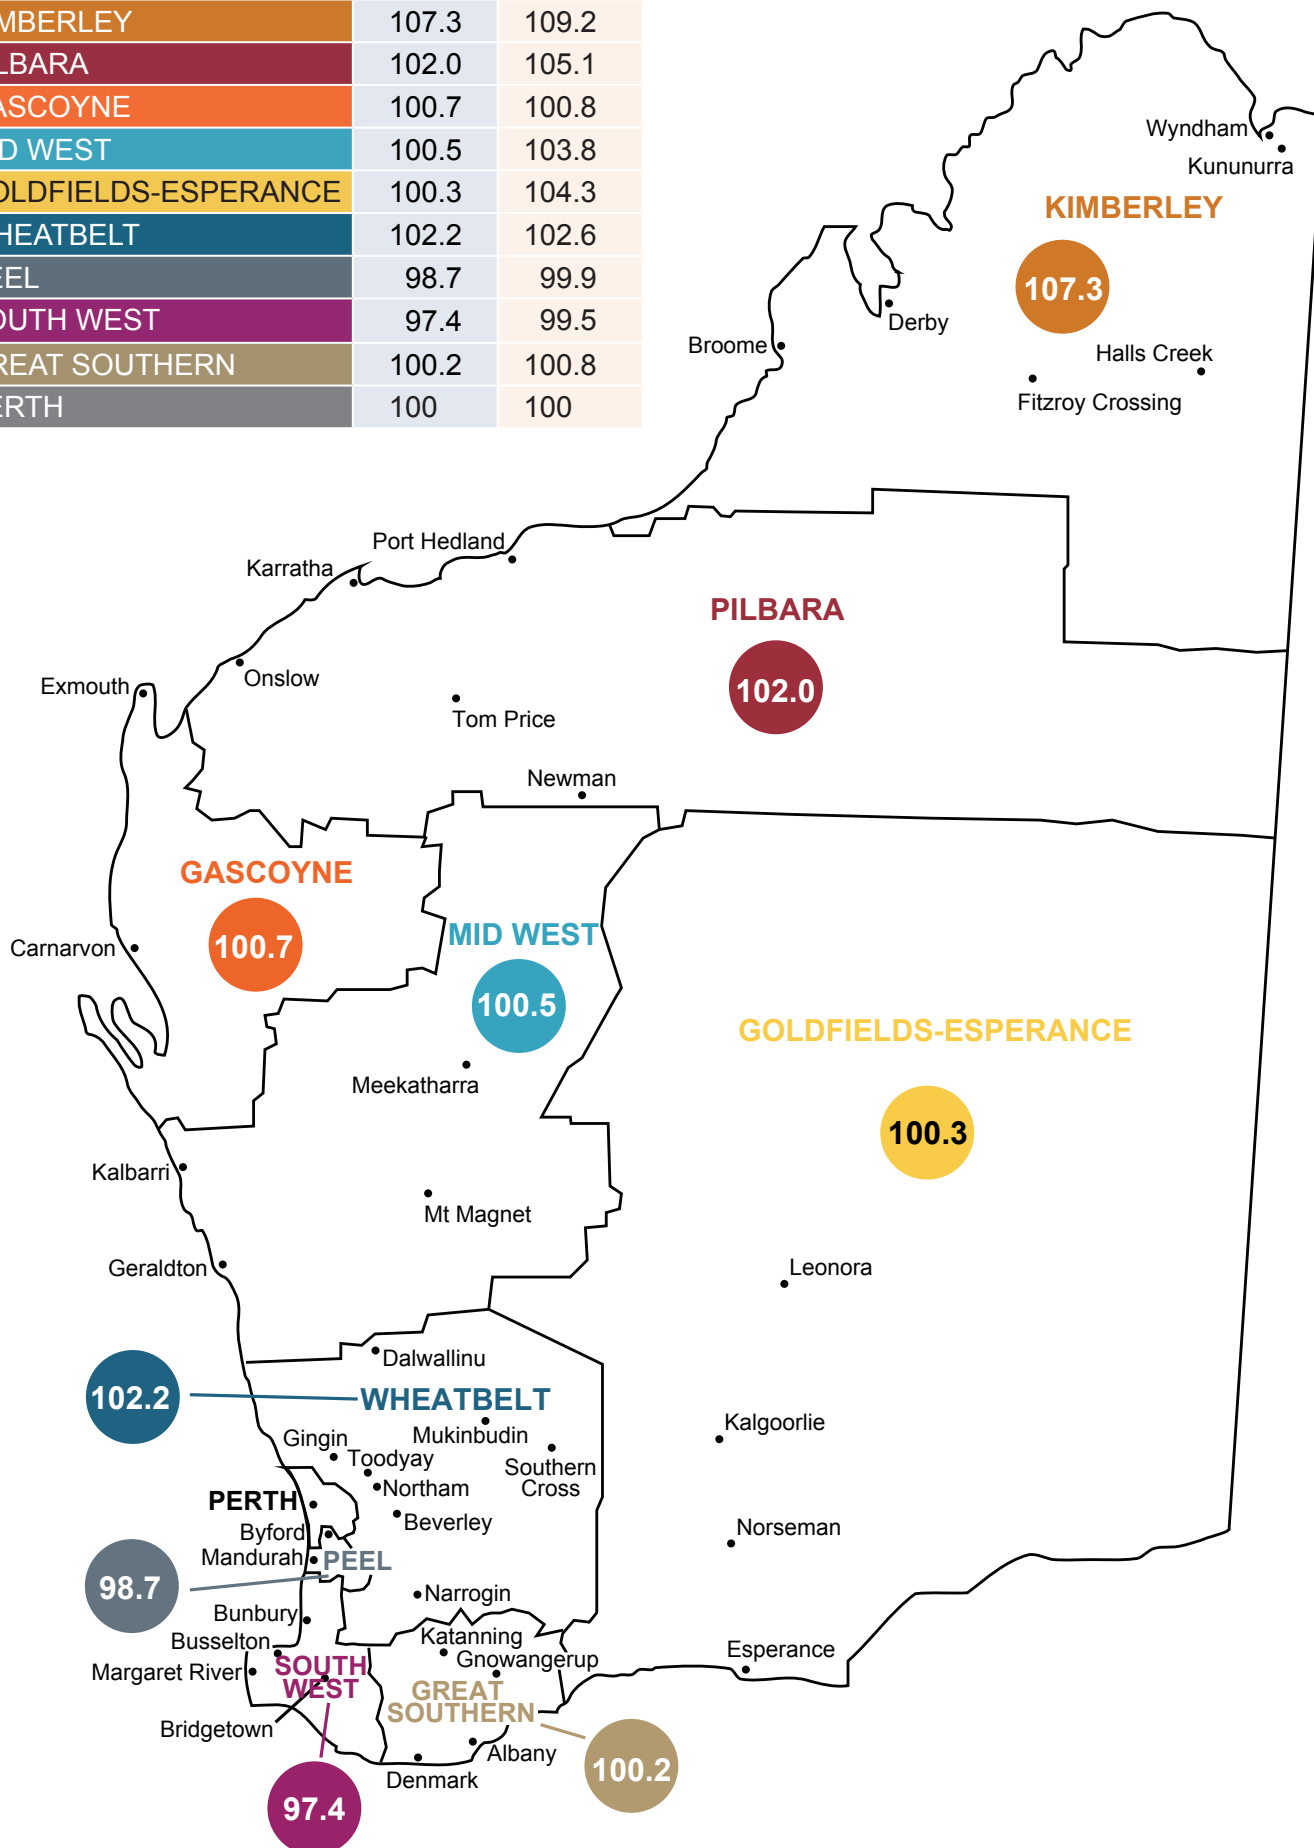 MBERLEY 107.3 109.2
LBARA 102.0 105.1
ASCOYNE 100.7 100.8
D WEST 100.5 103.8
OLDFIELDS-ESPERANCE 100.3 104.3
HEATBELT 102.2 102.6
EEL 98.7 99.9
OUTH WEST 97.4 99.5
REAT SOUTHERN 100.2 100.8
ERTH 100 100
Wyndham
Kununurra
KIMBERLEY
107.3
Derby
Broome
Halls Creek
Fitzroy Crossing
Port Hedland
Karratha
PILBARA
102.0
Onslow
Exmouth
Tom Price
Newman
GASCOYNE
100.7
Carnarvon
MID WEST
100.5
GOLDFIELDS-ESPERANCE
100.3
Meekatharra
Kalbarri
Mt Magnet
Geraldton
Leonora
Dalwallinu
102.2
WHEATBELT
Mukinbudin
Kalgoorlie
Gingin
Toodyay
Southern
Cross
Northam
PERTH
Beverley
Byford
Norseman
Mandurah
PEEL
98.7
Narrogin
Bunbury
Busselton
Katanning
Esperance
Gnowangerup
Margaret River
SOUTH
WEST
GREAT
SOUTHERN
Bridgetown
Albany
Denmark
100.2
97.4